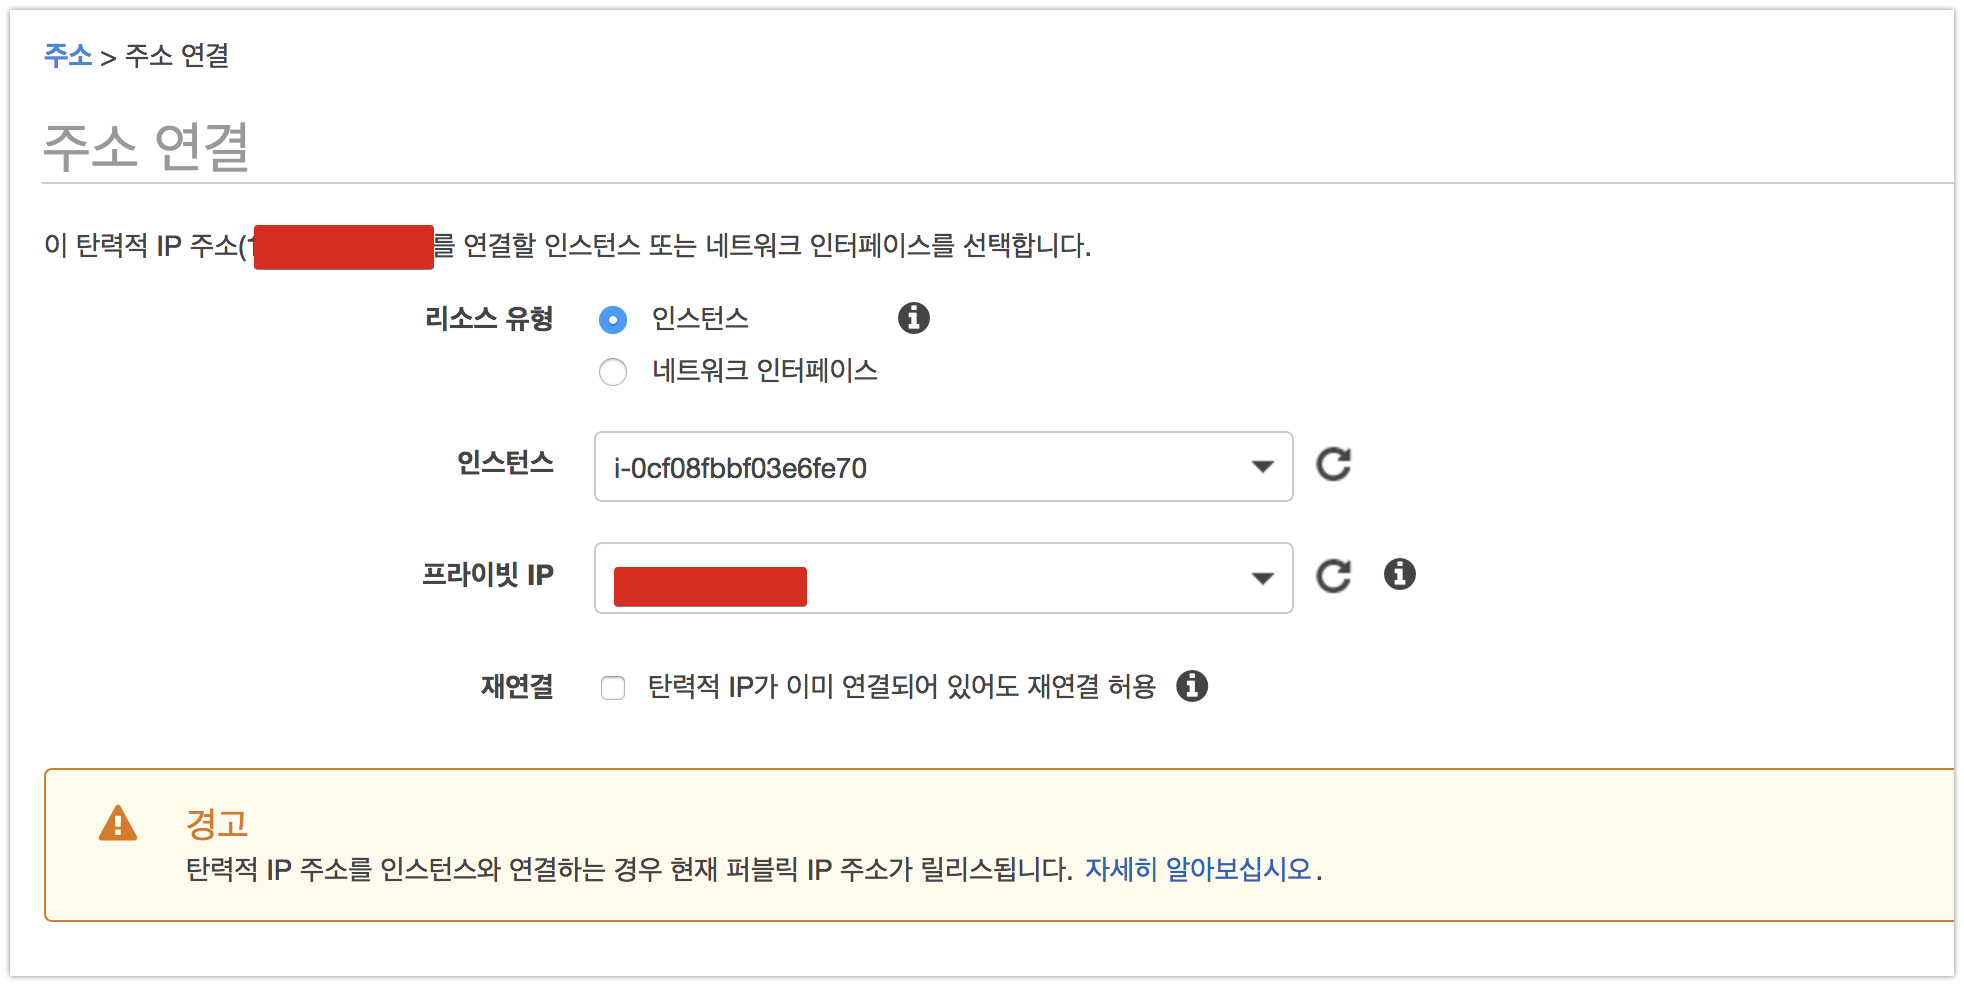 주소 > 주소 연결
주소 연결
이 탄력적 IP 주소( 를 연결할 인스턴스 또는 네트워크 인터페이스를 선택합니다.
리소스 유형 인스턴스
네트워크 인터페이스
인스턴스 i-0cf08fbbf03e6fe70
프라이빗 IP
재연결 탄력적 IP가 이미 연결되어 있어도 재연결 허용
경고
탄력적 IP 주소를 인스턴스와 연결하는 경우 현재 퍼블릭 IP 주소가 릴리스됩니다. 자세히 알아보십시오.